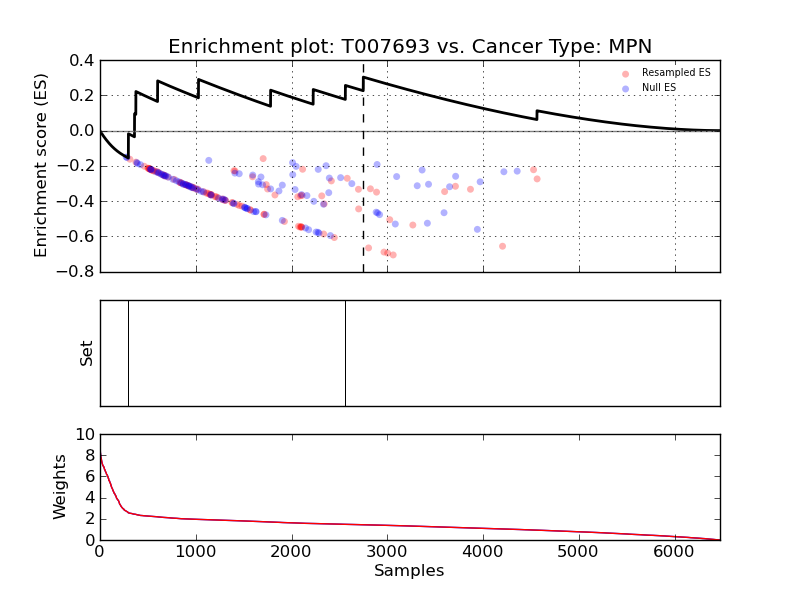 Enrichment plot: T007693 vs. Cancer Type: MPN
Enrichment score (ES)
0.4
0.2
0.0
−0.2
−0.4
−0.6
−0.8
Resampled ES
Null ES
Set
Weights
10
8
6
4
2
0
0 1000 2000 3000 4000 5000 6000
Samples